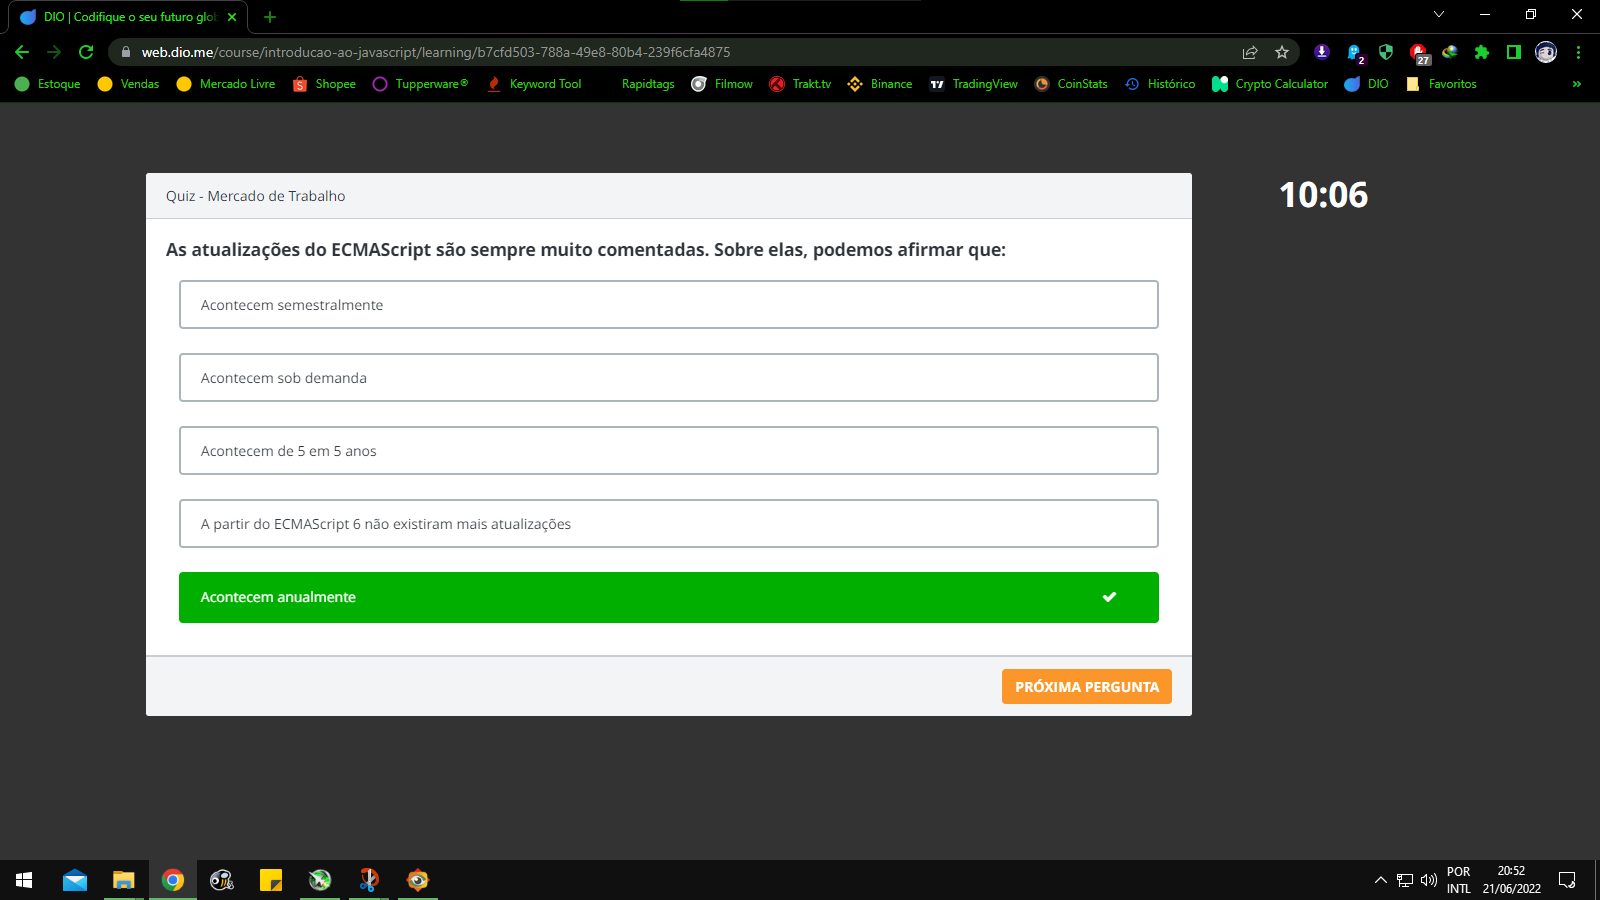 DIO | Codifique o seu futuro glob
web.dio.me/course/introducao-ao-javascript/learning/b7cfd503-788a-49e8-80b4-239f6cfa4875
2
27
Estoque
Vendas
Mercado Livre
Shopee
Tupperware®
Keyword Tool
Rapidtags
Filmow
Trakt.tv
Binance
TradingView
CoinStats
Histórico
Crypto Calculator
DIO
Favoritos
»
Quiz - Mercado de Trabalho
10:06
As atualizações do ECMAScript são sempre muito comentadas. Sobre elas, podemos afirmar que:
Acontecem semestralmente
Acontecem sob demanda
Acontecem de 5 em 5 anos
A partir do ECMAScript 6 não existiram mais atualizações
Acontecem anualmente
PRÓXIMA PERGUNTA
POR
INTL
20:52
21/06/2022